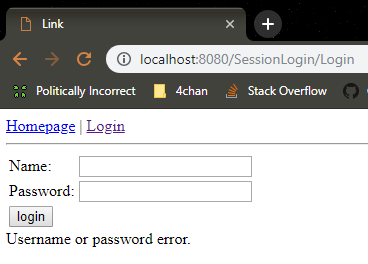 Link
localhost:8080/SessionLogin/Login
Politically Incorrect 4chan Stack Overflow
Homepage | Login
Name:
Password:
login
Username or password error.